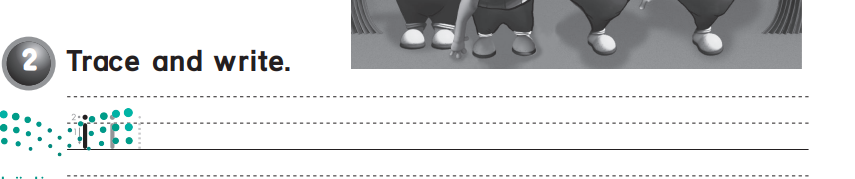 2 Trace and write.
i i i